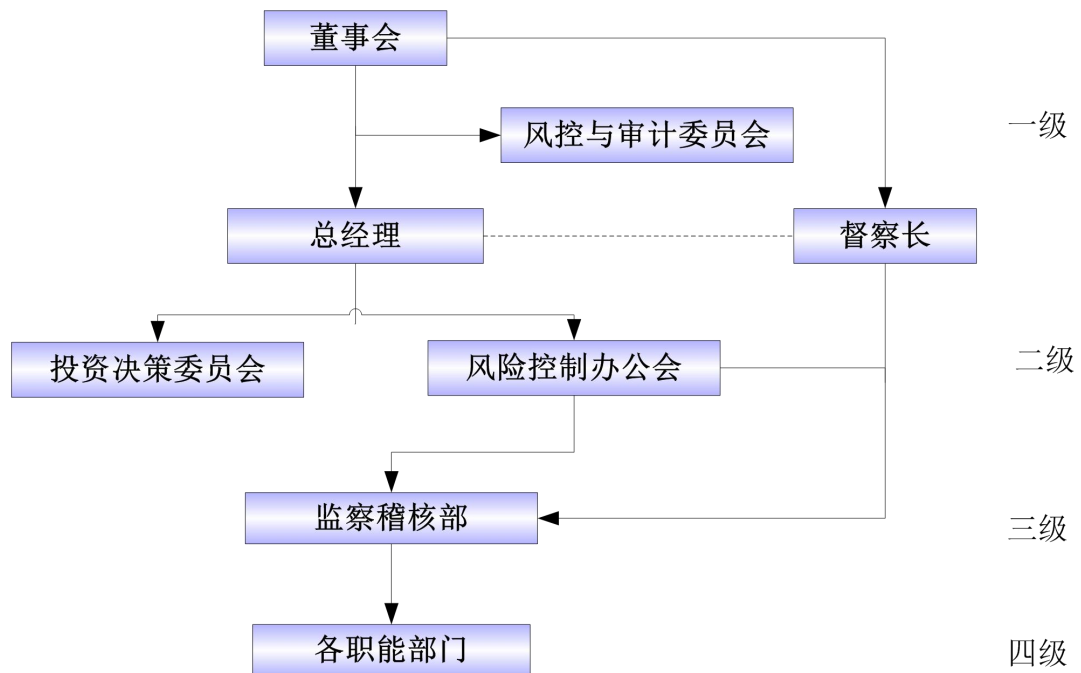 董事会
风控与审计委员会
一级
总经理
督察长
投资决策委员会
风险控制办公会
二级
监察稽核部
三级
各职能部门
四级